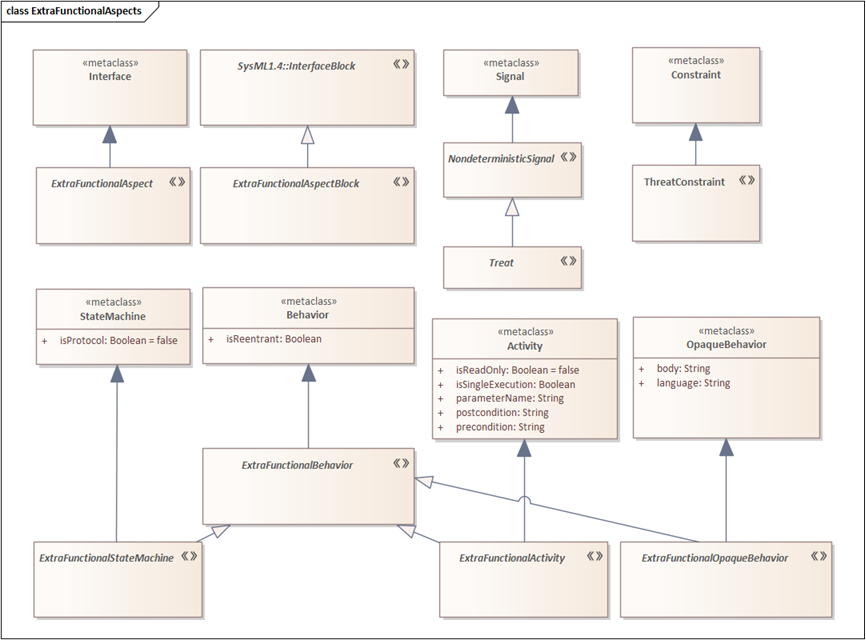 class ExtraFunctionalAspects
«metaclass»
Interface
SysML1.4::InterfaceBlock
«»
«metaclass»
Signal
«metaclass»
Constraint
ExtraFunctionalAspect
«»
ExtraFunctionalAspectBlock
«»
NondeterministicSignal
«»
ThreatConstraint
«»
Treat
«»
«metaclass»
StateMachine
+ isProtocol: Boolean = false
«metaclass»
Behavior
+ isReentrant: Boolean
«metaclass»
Activity
+ isReadOnly: Boolean = false
+ isSingleExecution: Boolean
+ parameterName: String
+ postcondition: String
+ precondition: String
«metaclass»
OpaqueBehavior
+ body: String
+ language: String
ExtraFunctionalBehavior
«»
ExtraFunctionalStateMachine
«»
ExtraFunctionalActivity
«»
ExtraFunctionalOpaqueBehavior
«»